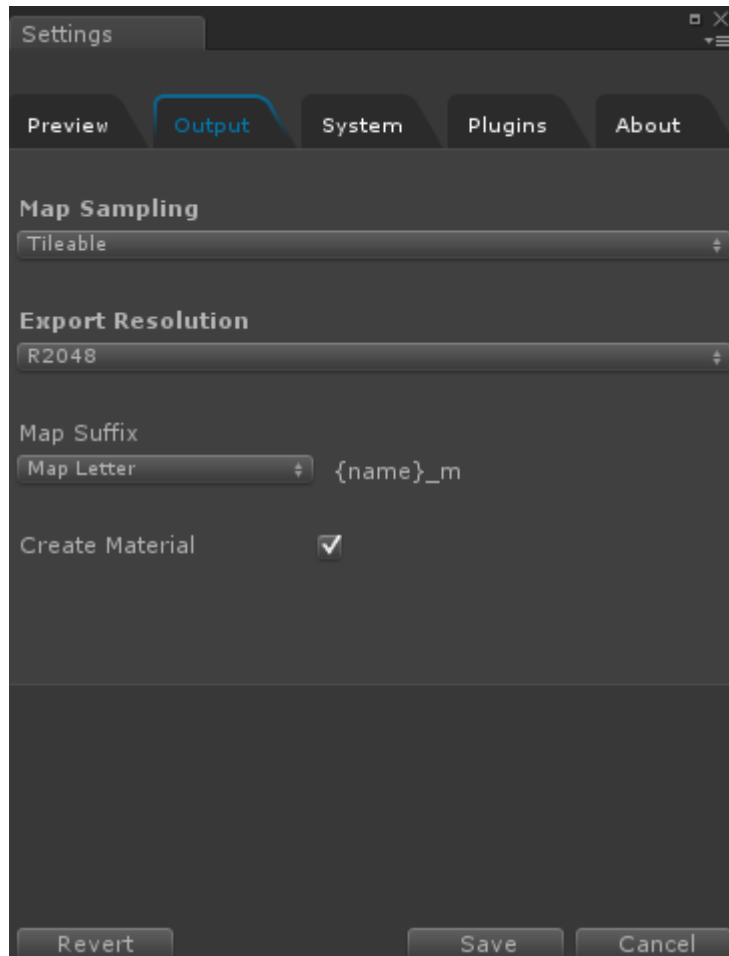 Settings
Preview Output System Plugins About
Map Sampling
Tileable
Export Resolution
R2048
Map Suffix
Map Letter {name}_m
Create Material
Revert Save Cancel